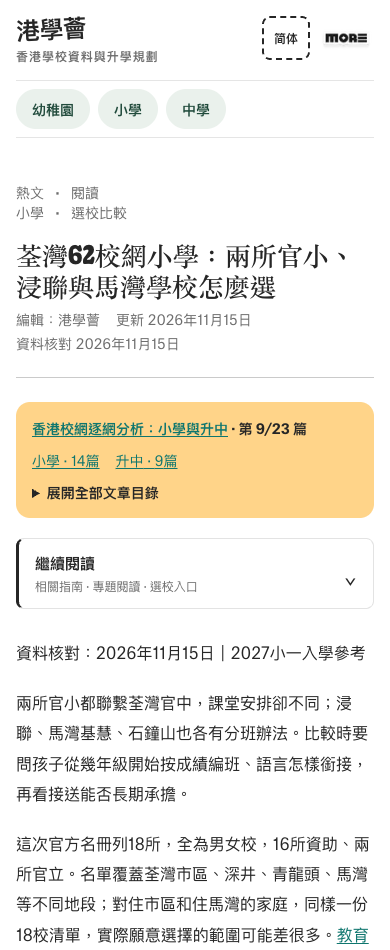 港學薈
香港學校資料與升學規劃
简体
MORE
幼稚園
小學
中學
熱文 · 閱讀
小學 · 選校比較
荃灣62校網小學：兩所官小、
浸聯與馬灣學校怎麼選
編輯：港學薈 更新 2026年11月15日
資料核對 2026年11月15日
香港校網逐網分析：小學與升中 · 第 9/23 篇
小學 · 14篇 升中 · 9篇
▶ 展開全部文章目錄
繼續閱讀
相關指南 · 專題閱讀 · 選校入口
資料核對：2026年11月15日｜2027小一入學參考
兩所官小都聯繫荃灣官中，課堂安排卻不同；浸
聯、馬灣基慧、石鐘山也各有分班辦法。比較時要
問孩子從幾年級開始按成績編班、語言怎樣銜接，
再看接送能否長期承擔。
這次官方名冊列18所，全為男女校，16所資助、兩
所官立。名單覆蓋荃灣市區、深井、青龍頭、馬灣
等不同地段；對住市區和住馬灣的家庭，同樣一份
18校清單，實際願意選擇的範圍可能差很多。教育